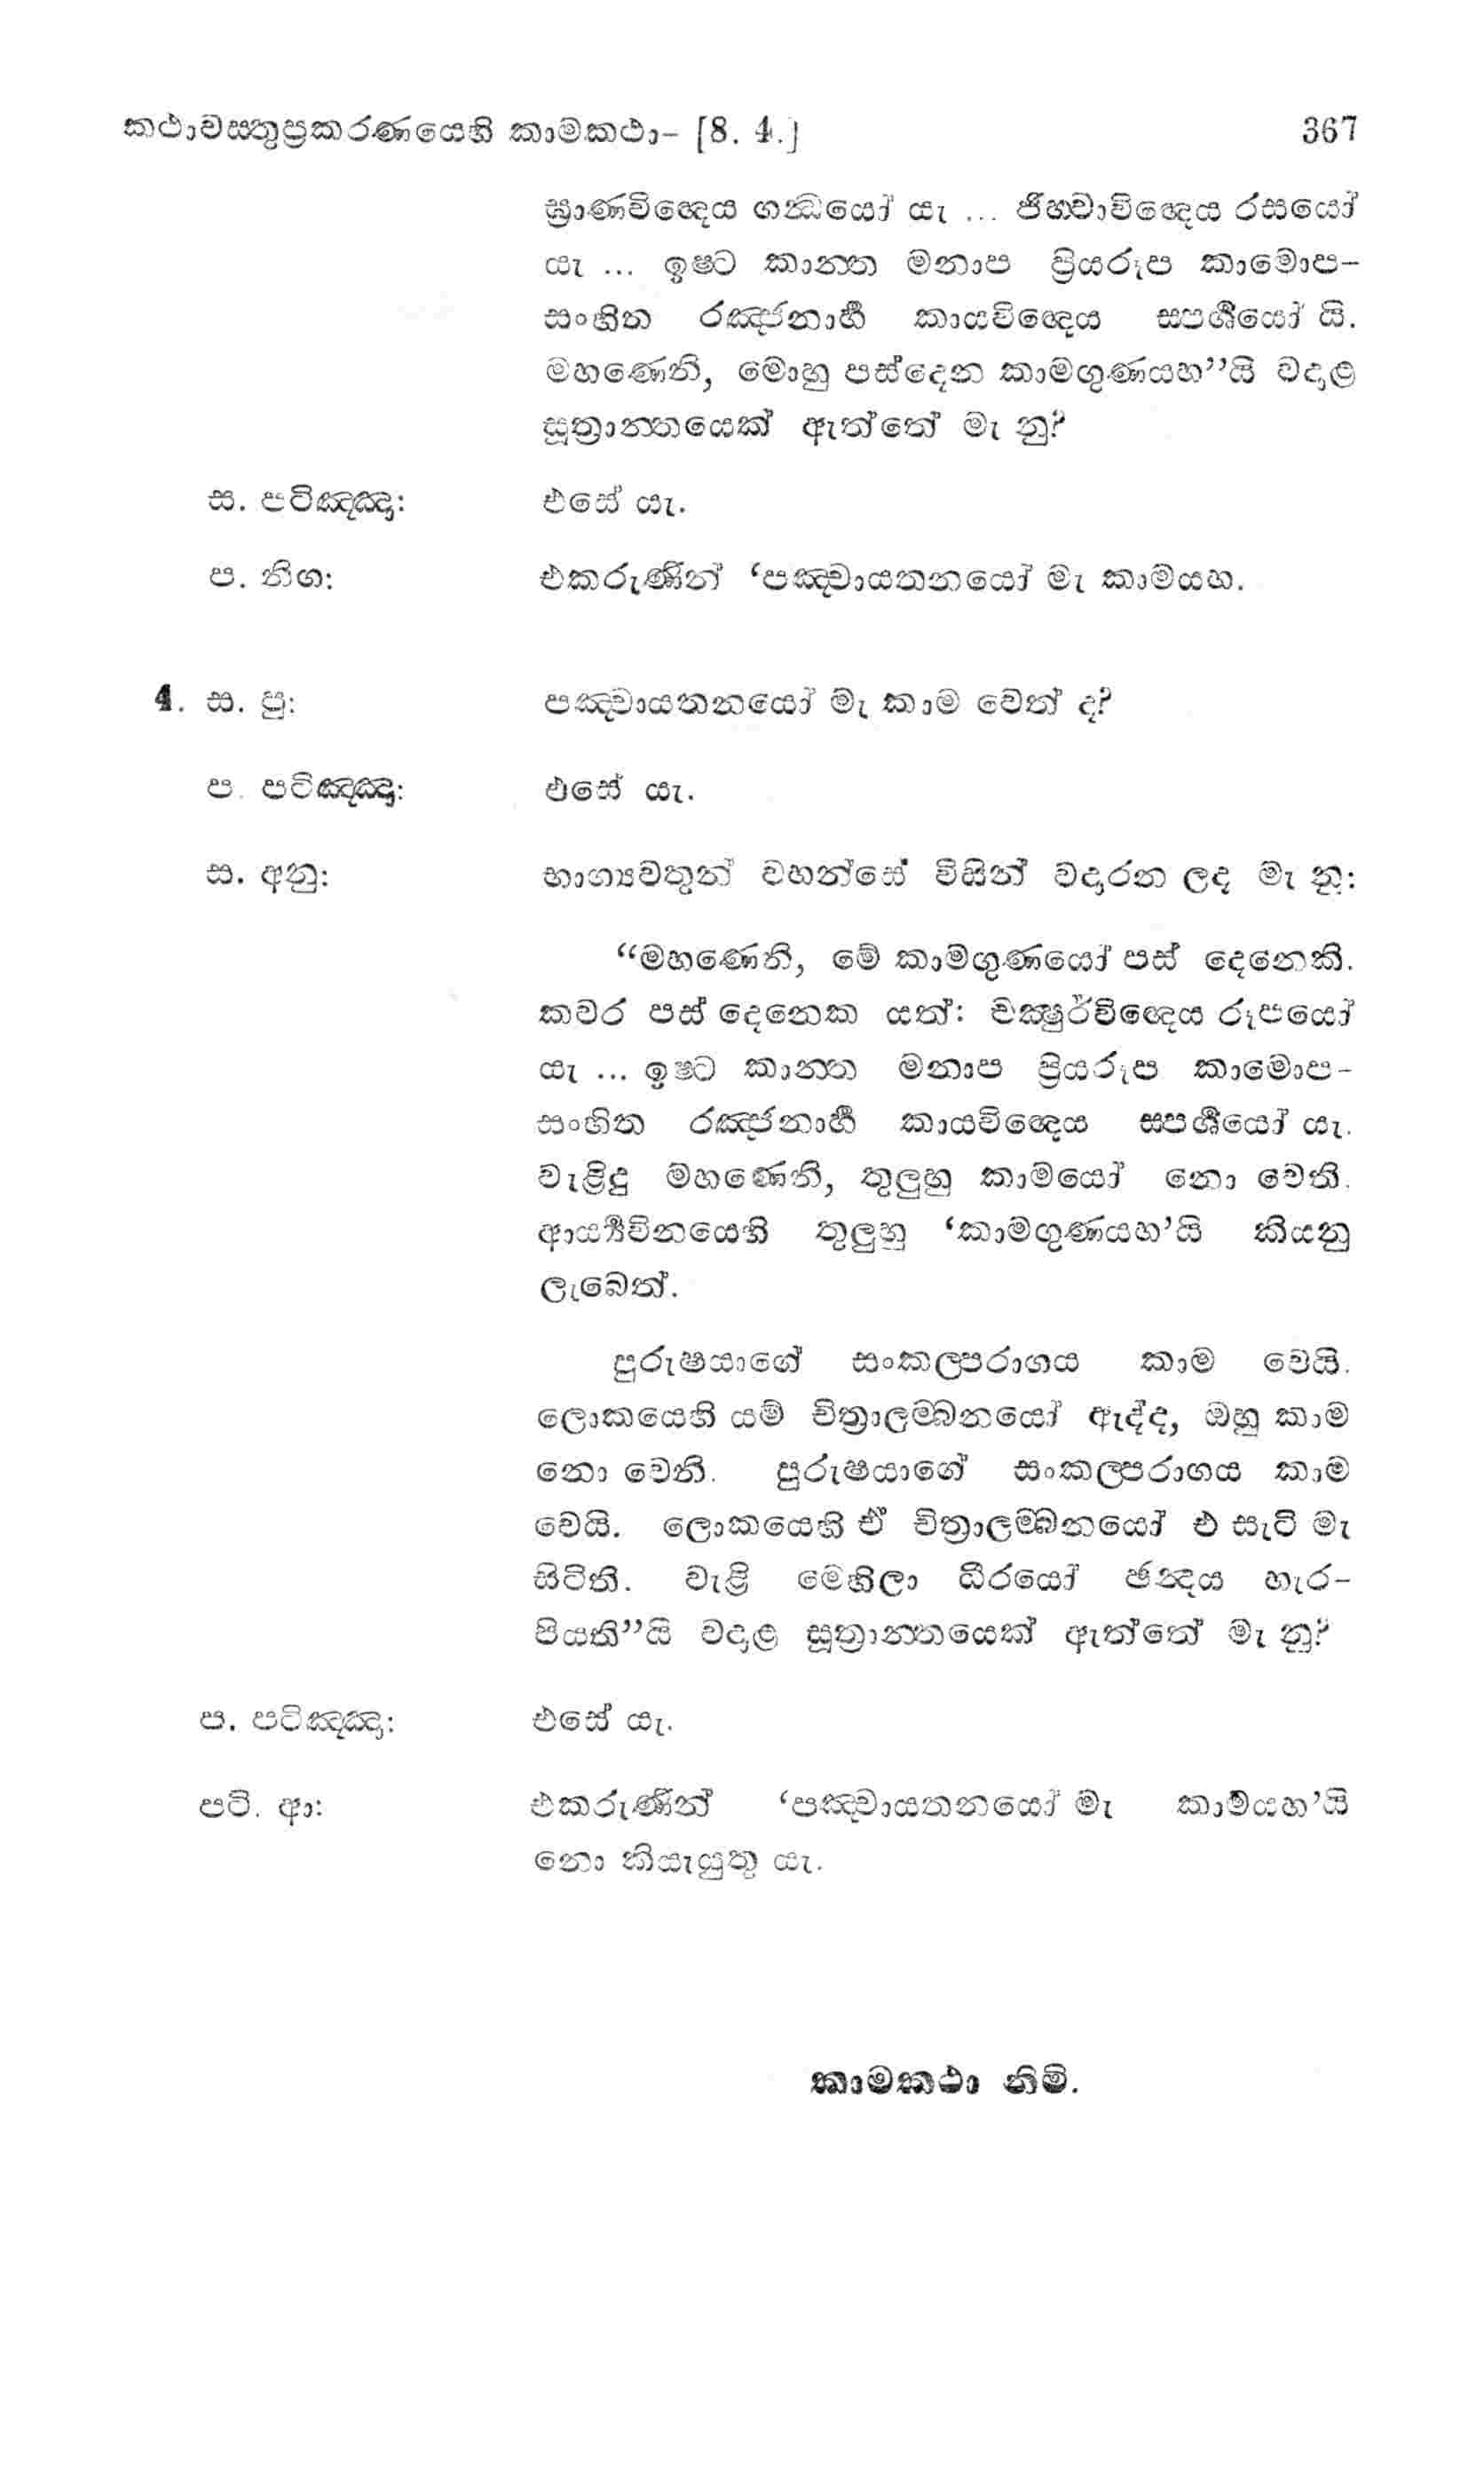 කථාවස්තුප්‍රකරණයෙහි කාමකථා- [8. 4.] 367
ඝ්‍රාණවිඥෙය ගන්ධයෝ යැ ... ජිහ්වාවිඥෙය රසයෝ
යැ ... ඉෂ්ට කාන්ත මනාප ප්‍රියරූප කාමොප-
සංහිත රඤ්ජනාර්හ කායවිඥෙය ස්පර්ශයෝ යි.
මහණෙනි, මොහු පස්දෙන කාමගුණයහ”යි වදාළ
සූත්‍රාන්තයෙක් ඇත්තේ මැ නු?
ස. පටිඤ්ඤා: එසේ යැ.
ප. නිග: එකරුණින් ‘පඤ්චායතනයෝ මැ කාමයහ.
4. ස. පු: පඤ්චායතනයෝ මැ කාම වෙත් ද?
ප. පටිඤ්ඤා: එසේ යැ.
ස. අනු: භාග්‍යවතුන් වහන්සේ විසින් වදාරන ලද මැ නු:
“මහණෙනි, මේ කාමගුණයෝ පස් දෙනෙකි.
කවර පස් දෙනෙක යත්: චක්ෂුර්විඥෙය රූපයෝ
යැ ... ඉෂ්ට කාන්ත මනාප ප්‍රියරූප කාමොප-
සංහිත රඤ්ජනාර්හ කායවිඥෙය ස්පර්ශයෝ යැ.
වැළිදු මහණෙනි, තුලුහු කාමයෝ නො වෙති.
ආර්‍ය්‍යවිනයෙහි තුලුහු ‘කාමගුණයහ’යි කියනු
ලැබෙත්.
පුරුෂයාගේ සංකල්පරාගය කාම වෙයි.
ලොකයෙහි යම් චිත්‍රාලම්බනයෝ ඇද්ද, ඔහු කාම
නො වෙති. පුරුෂයාගේ සංකල්පරාගය කාම
වෙයි. ලොකයෙහි ඒ චිත්‍රාලම්බනයෝ එ සැටි මැ
සිටිති. වැළි මෙහිලා ධීරයෝ ඡන්දය හැර-
පියති”යි වදාළ සූත්‍රාන්තයෙක් ඇත්තේ මැ නු?
ප. පටිඤ්ඤා: එසේ යැ.
පටි. ආ: එකරුණින් ‘පඤ්චායතනයෝ මැ කාමයහ’යි
නො කියැයුතු යැ.
කාමකථා නිමි.